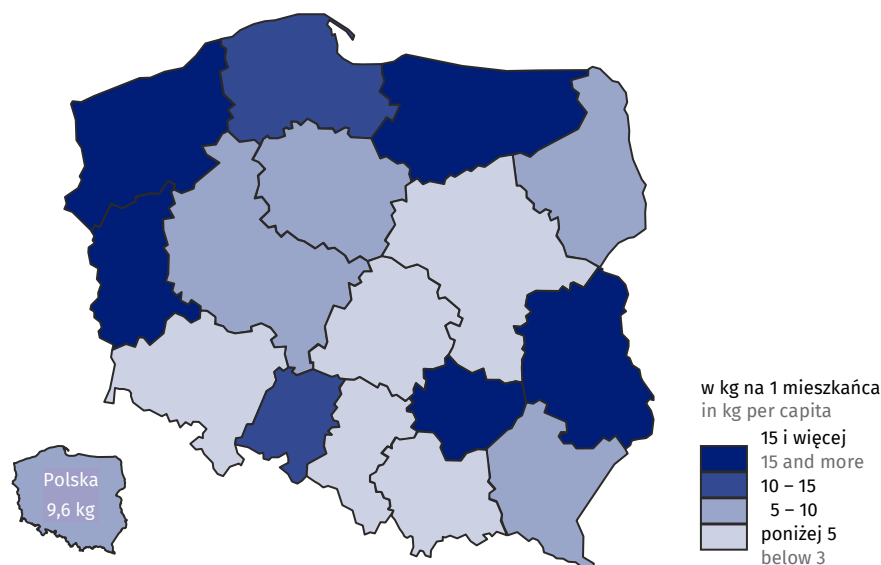 w kg na 1 mieszkańca
in kg per capita
15 i więcej
15 and more
10 – 15
5 – 10
poniżej 5
below 3
Polska
9,6 kg